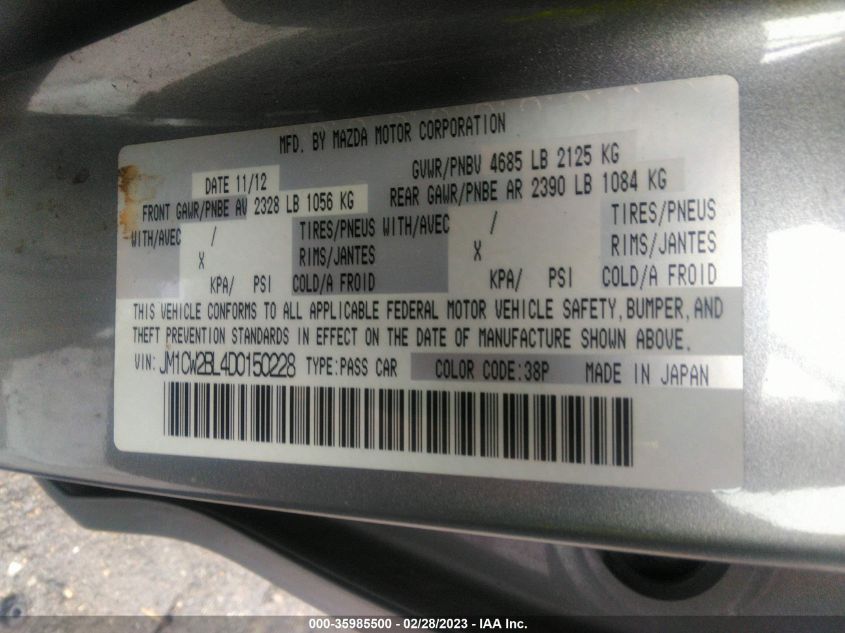 MFD. BY MAZDA MOTOR CORPORATION
DATE 11/12 GVWR/PNBV 4685 LB 2125 KG
FRONT GAWR/PNBE AV 2328 LB 1056 KG REAR GAWR/PNBE AR 2390 LB 1084 KG
WITH/AVEC / TIRES/PNEUS WITH/AVEC / TIRES/PNEUS
X RIMS/JANTES X RIMS/JANTES
KPA/ PSI COLD/A FROID KPA/ PSI COLD/A FROID
THIS VEHICLE CONFORMS TO ALL APPLICABLE FEDERAL MOTOR VEHICLE SAFETY, BUMPER, AND
THEFT PREVENTION STANDARDS IN EFFECT ON THE DATE OF MANUFACTURE SHOWN ABOVE.
VIN: JM1CW2BL4D0150228 TYPE:PASS CAR COLOR CODE:38P MADE IN JAPAN
000-35985500 - 02/28/2023 - IAA Inc.